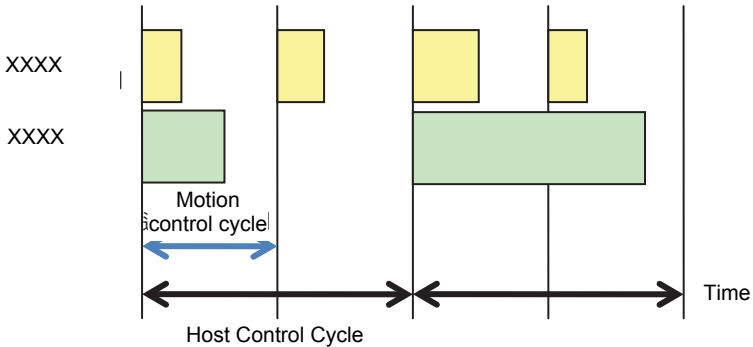 XXXX
XXXX
Motion
control cycle
Time
Host Control Cycle